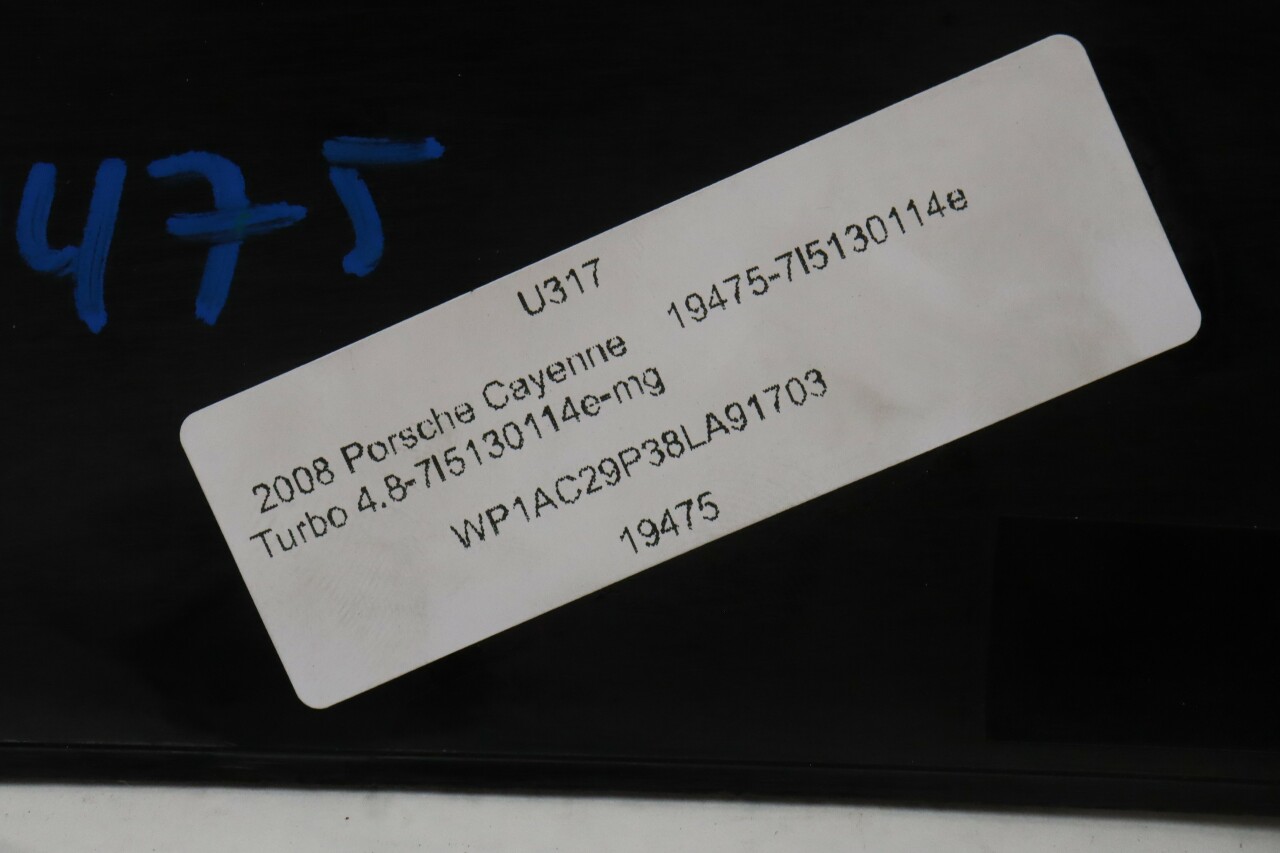 475
U317
2008 Porsche Cayenne 19475-7l5130114e
Turbo 4.8-7l5130114e-mg
WP1AC29P38LA91703
19475